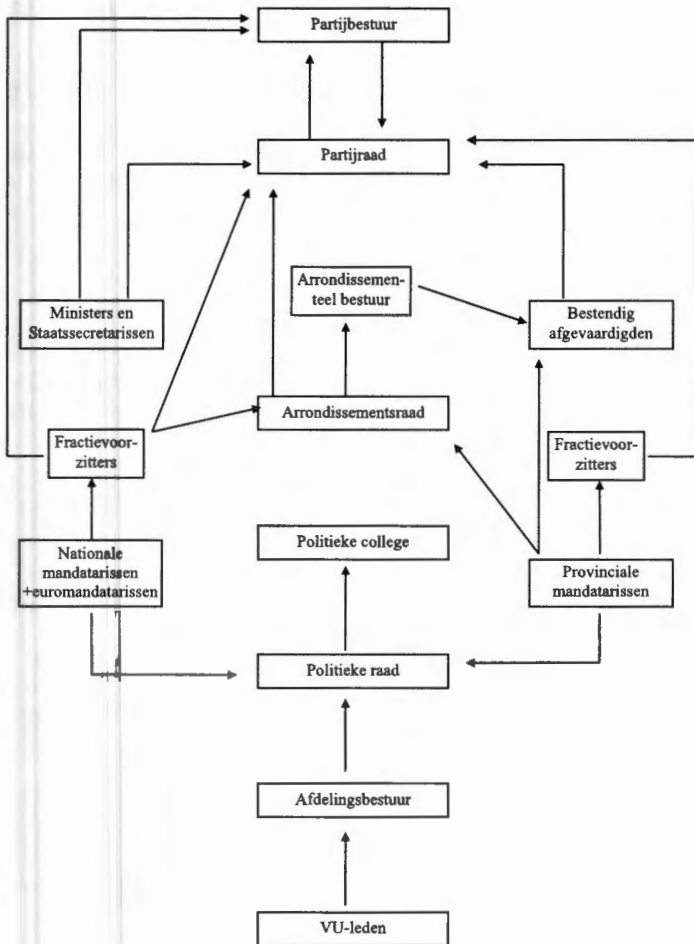 Partijbestuur
Partijraad
Arrondissemen-
teel bestuur
Ministers en
Staatssecretarissen
Bestendig
afgevaardigden
Arrondissementsraad
Fractievoor-
zitters
Fractievoor-
zitters
Nationale
mandatarissen
+euromandatarissen
Politieke college
Provinciale
mandatarissen
Politieke raad
Afdelingsbestuur
VU-leden